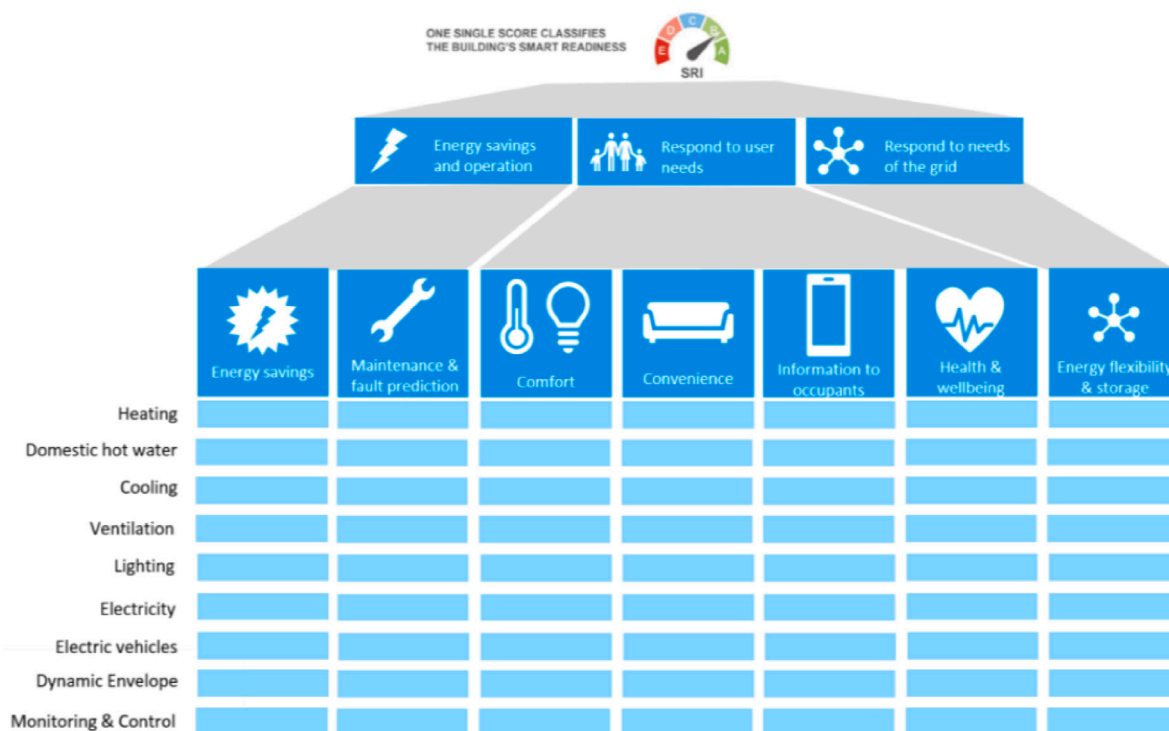 ONE SINGLE SCORE CLASSIFIES
THE BUILDING'S SMART READINESS
E
D
C
B
A
SRI
Energy savings
and operation
Respond to user
needs
Respond to needs
of the grid
Energy savings
Maintenance &
fault prediction
Comfort
Convenience
Information to
occupants
Health &
wellbeing
Energy flexibility
& storage
Heating
Domestic hot water
Cooling
Ventilation
Lighting
Electricity
Electric vehicles
Dynamic Envelope
Monitoring & Control